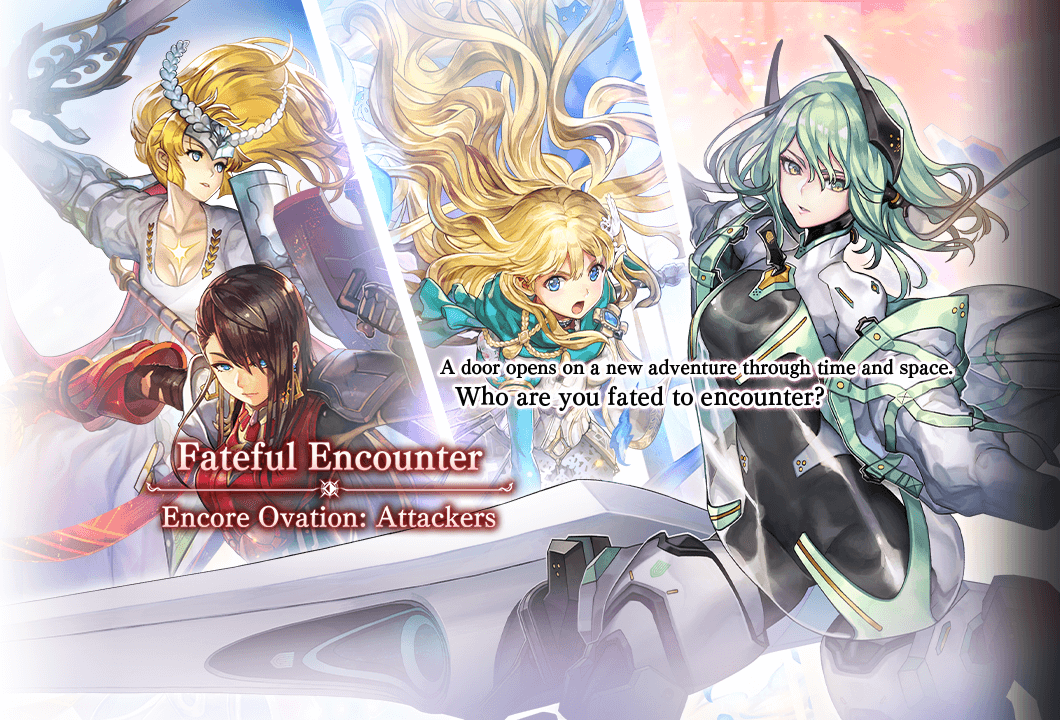 A door opens on a new adventure through time and space.
Who are you fated to encounter?
Fateful Encounter
Encore Ovation: Attackers